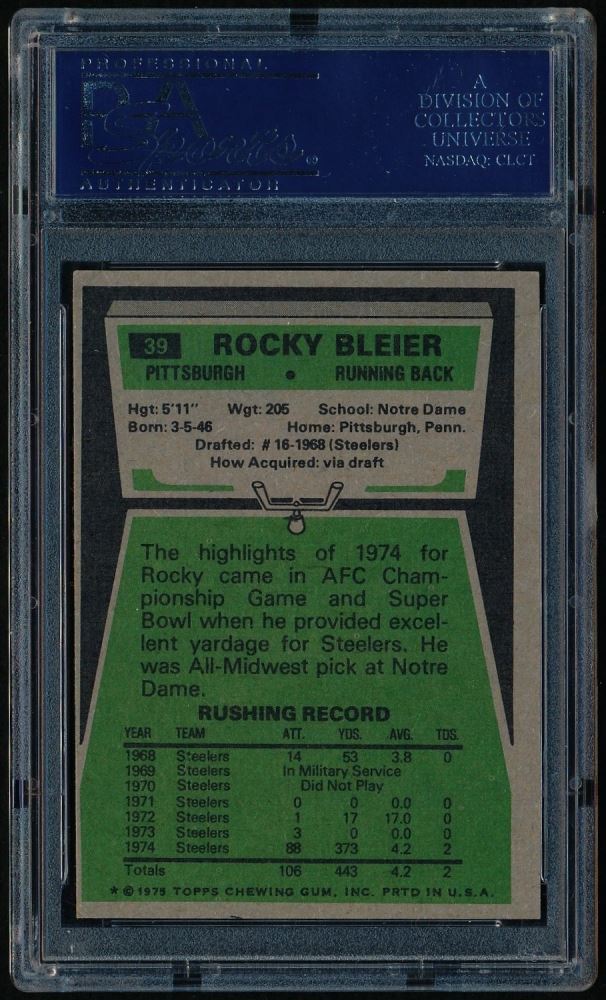 PROFESSIONAL
PSA
Sports®
AUTHENTICATOR
A
DIVISION OF
COLLECTORS
UNIVERSE
NASDAQ: CLCT
39 ROCKY BLEIER
PITTSBURGH • RUNNING BACK
Hgt: 5'11" Wgt: 205 School: Notre Dame
Born: 3-5-46 Home: Pittsburgh, Penn.
Drafted: # 16-1968 (Steelers)
How Acquired: via draft
The highlights of 1974 for
Rocky came in AFC Cham-
pionship Game and Super
Bowl when he provided excel-
lent yardage for Steelers. He
was All-Midwest pick at Notre
Dame.
RUSHING RECORD
YEAR TEAM ATT. YDS. AVG. TDS.
1968 Steelers 14 53 3.8 0
1969 Steelers In Military Service
1970 Steelers Did Not Play
1971 Steelers 0 0 0.0 0
1972 Steelers 1 17 17.0 0
1973 Steelers 3 0 0.0 0
1974 Steelers 88 373 4.2 2
Totals 106 443 4.2 2
* © 1975 TOPPS CHEWING GUM, INC. PRTD IN U.S.A.